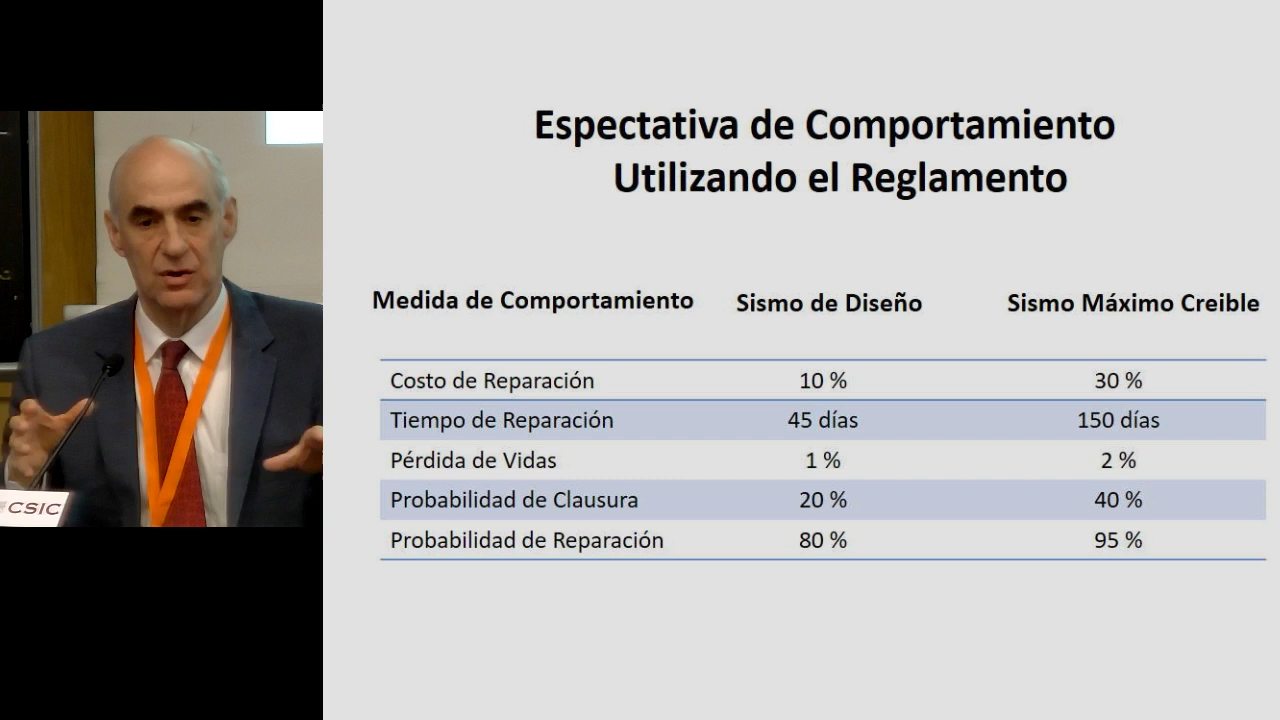 Espectativa de Comportamiento
Utilizando el Reglamento
Medida de Comportamiento Sismo de Diseño Sismo Máximo Creible
Costo de Reparación 10 % 30 %
Tiempo de Reparación 45 días 150 días
Pérdida de Vidas 1 % 2 %
Probabilidad de Clausura 20 % 40 %
Probabilidad de Reparación 80 % 95 %
CSIC